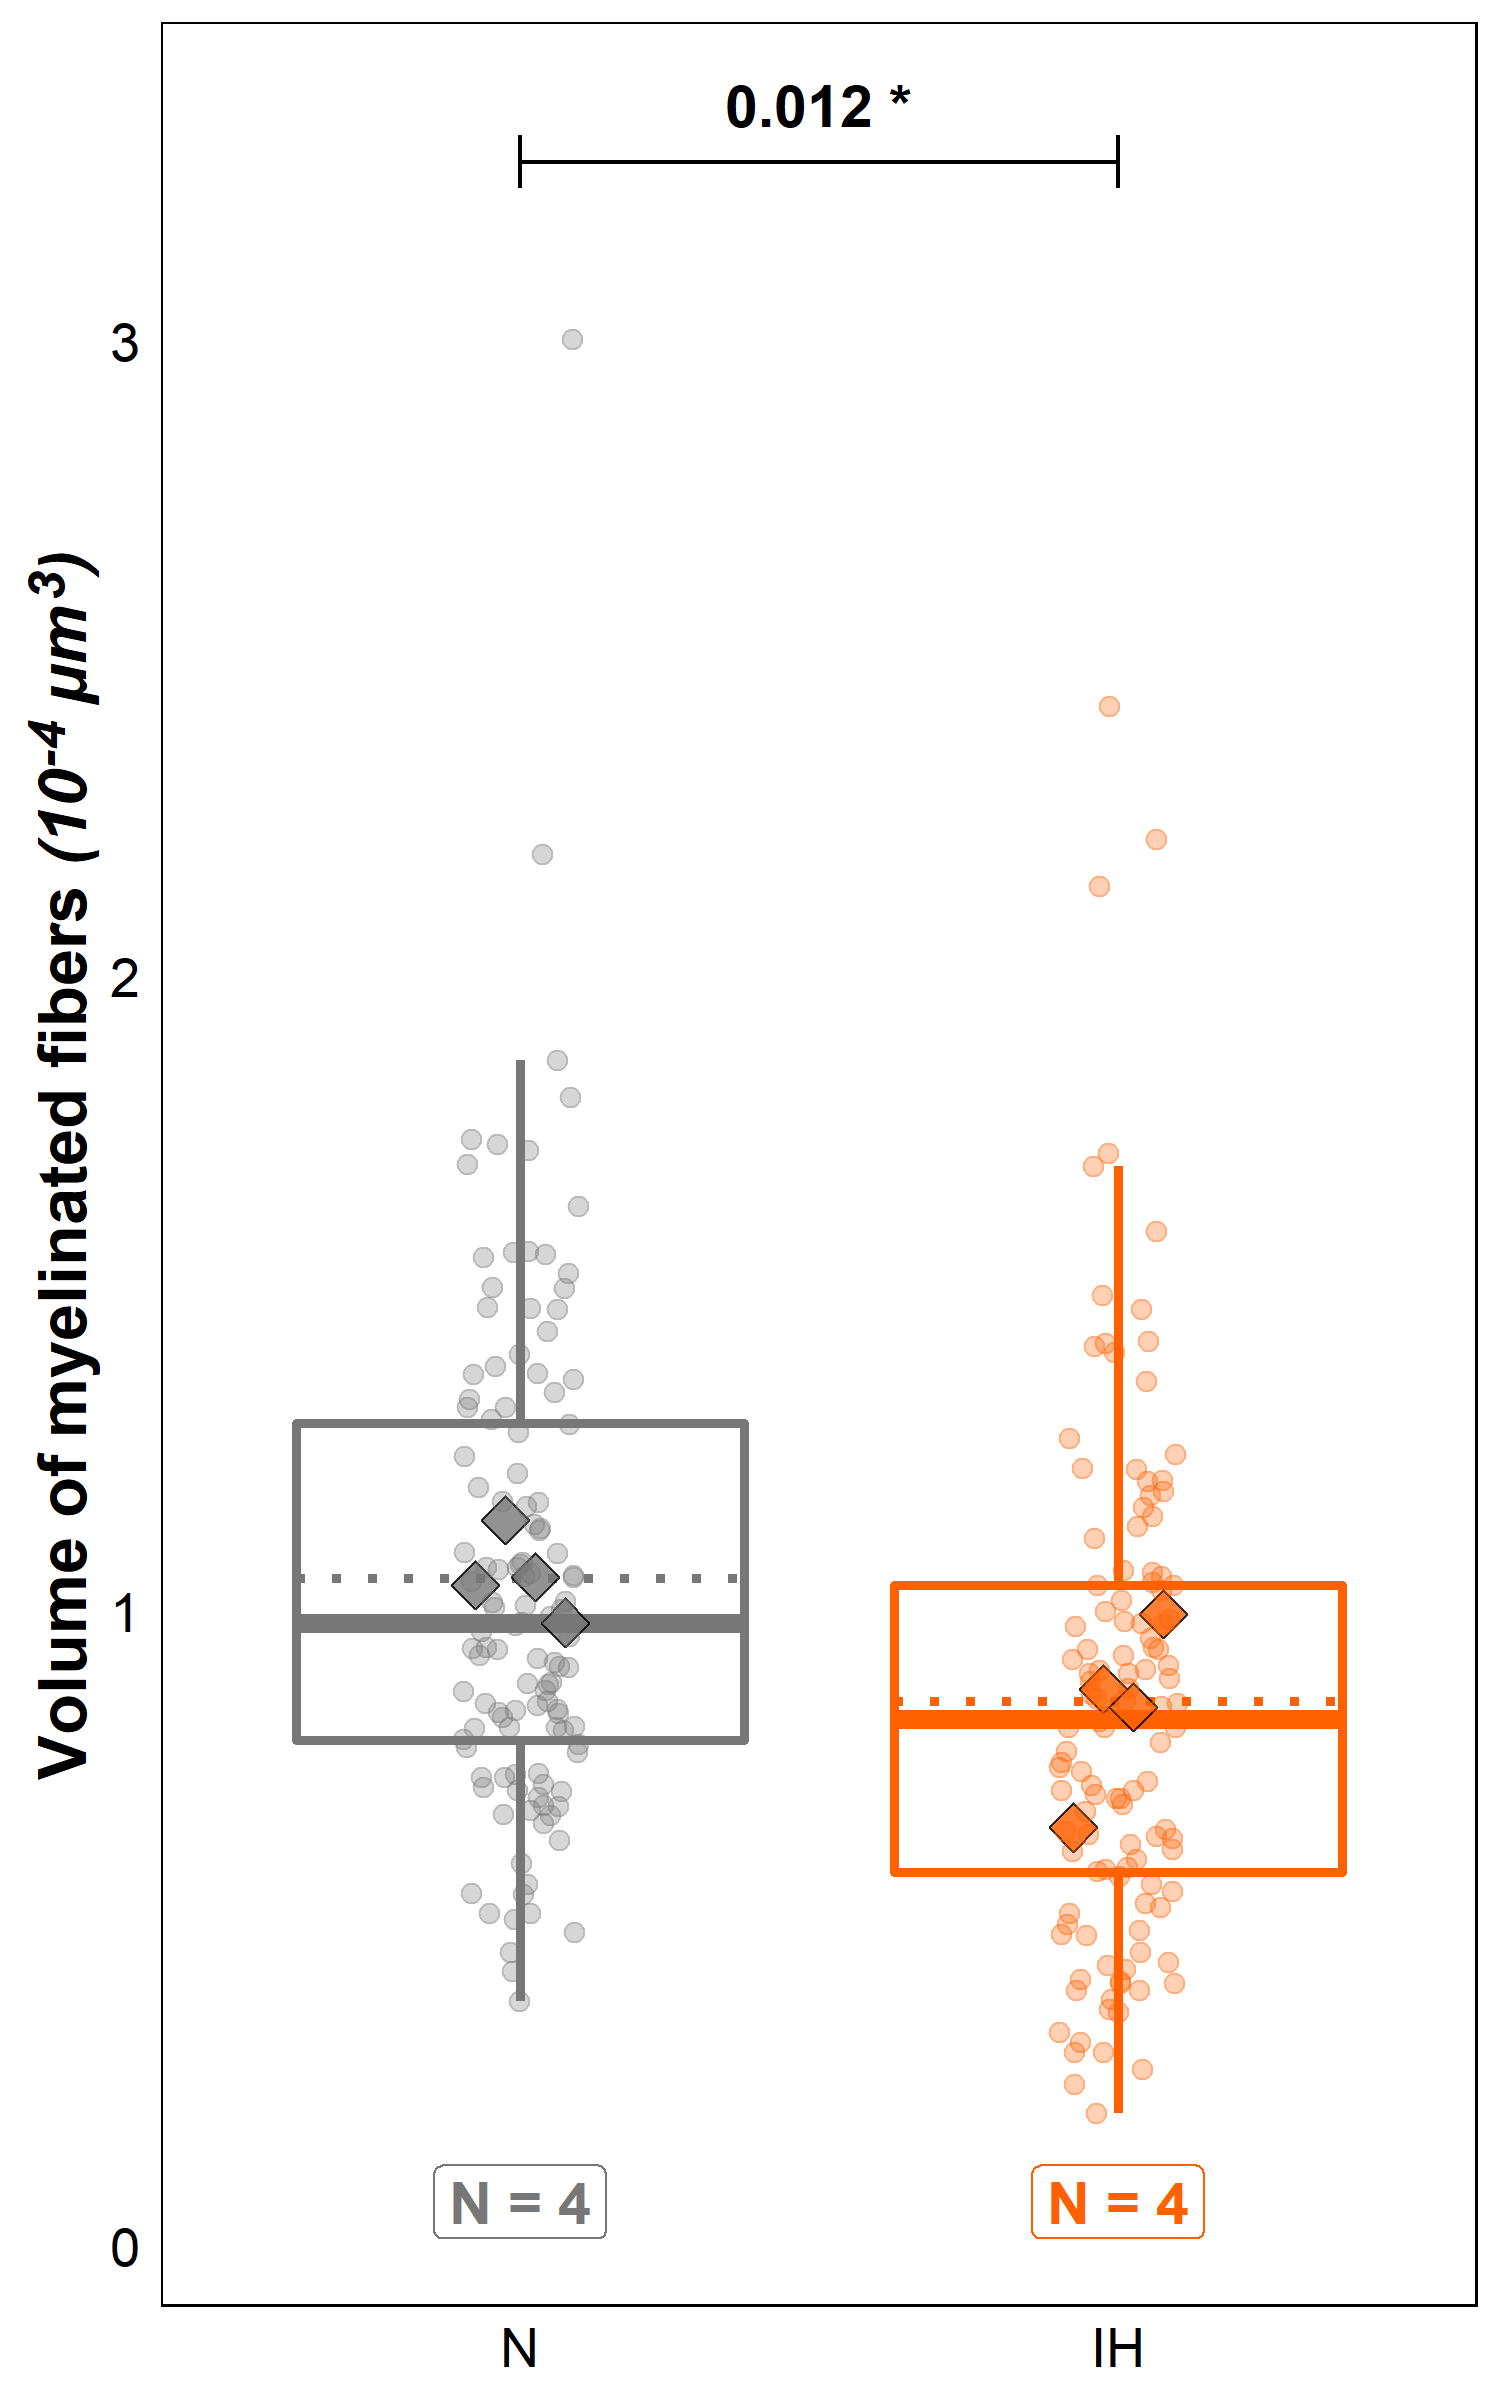 0.012 *
Volume of myelinated fibers (10⁻⁴ µm³)
3
2
1
0
N = 4
N = 4
N
IH